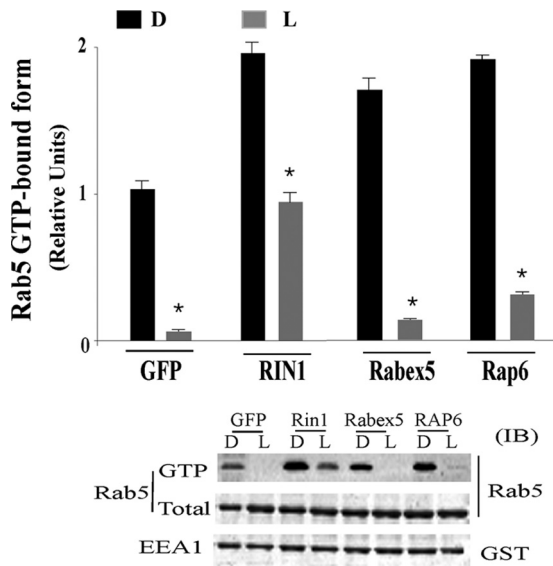 D L
Rab5 GTP-bound form
(Relative Units)
2
1
0
*
*
*
*
GFP RIN1 Rabex5 Rap6
GFP Rin1 Rabex5 RAP6 (IB)
D L D L D L D L
GTP
Rab5
Total
Rab5
EEA1
GST